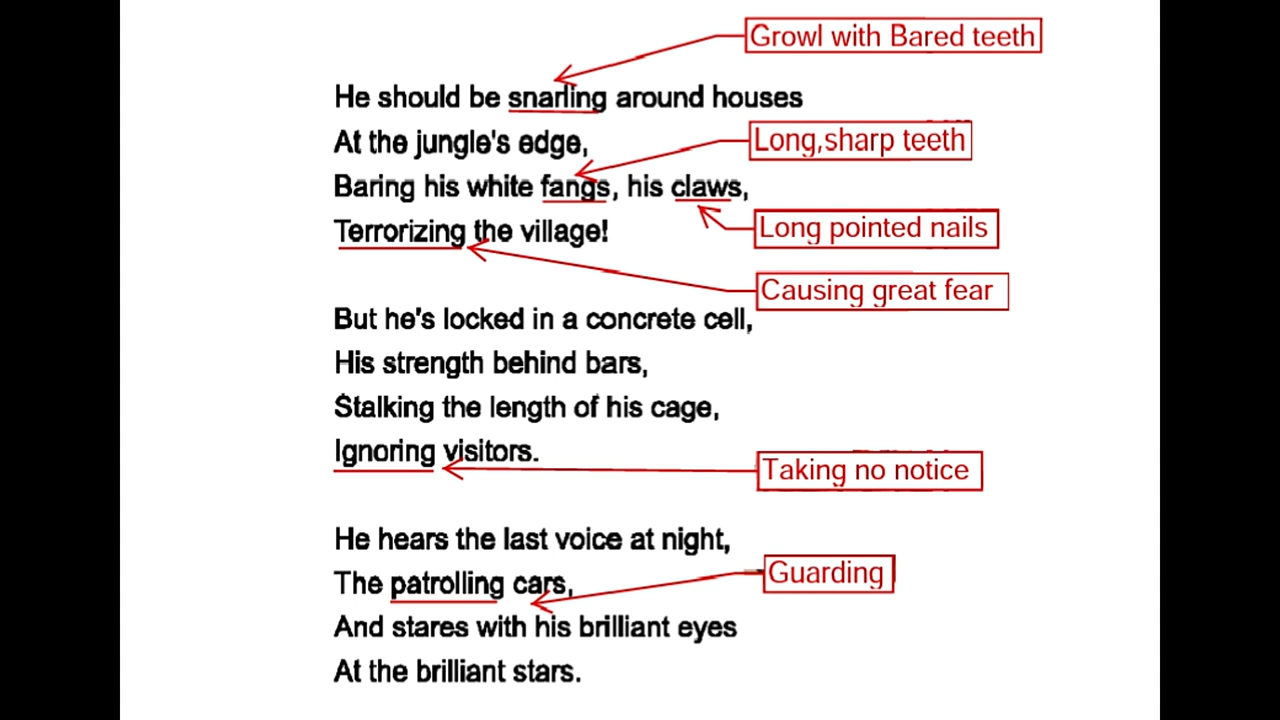 Growl with Bared teeth
He should be snarling around houses
At the jungle's edge,
Long,sharp teeth
Baring his white fangs, his claws,
Long pointed nails
Terrorizing the village!
Causing great fear
But he's locked in a concrete cell,
His strength behind bars,
Stalking the length of his cage,
Ignoring visitors.
Taking no notice
He hears the last voice at night,
The patrolling cars,
Guarding
And stares with his brilliant eyes
At the brilliant stars.